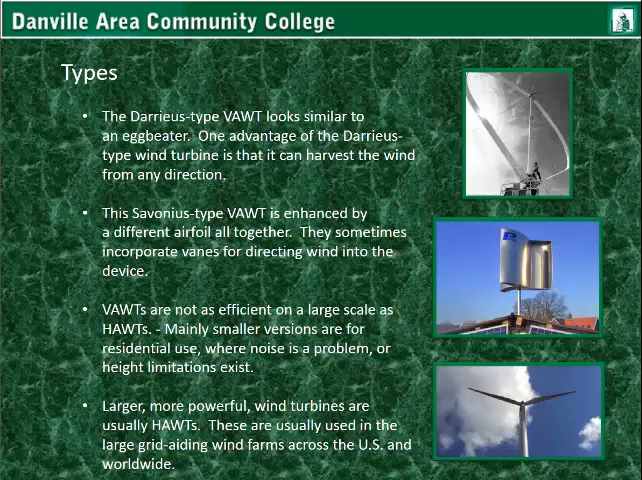 Danville Area Community College
Types
• The Darrieus-type VAWT looks similar to
an eggbeater. One advantage of the Darrieus-
type wind turbine is that it can harvest the wind
from any direction.
• This Savonius-type VAWT is enhanced by
a different airfoil all together. They sometimes
incorporate vanes for directing wind into the
device.
• VAWTs are not as efficient on a large scale as
HAWTs. - Mainly smaller versions are for
residential use, where noise is a problem, or
height limitations exist.
• Larger, more powerful, wind turbines are
usually HAWTs. These are usually used in the
large grid-aiding wind farms across the U.S. and
worldwide.